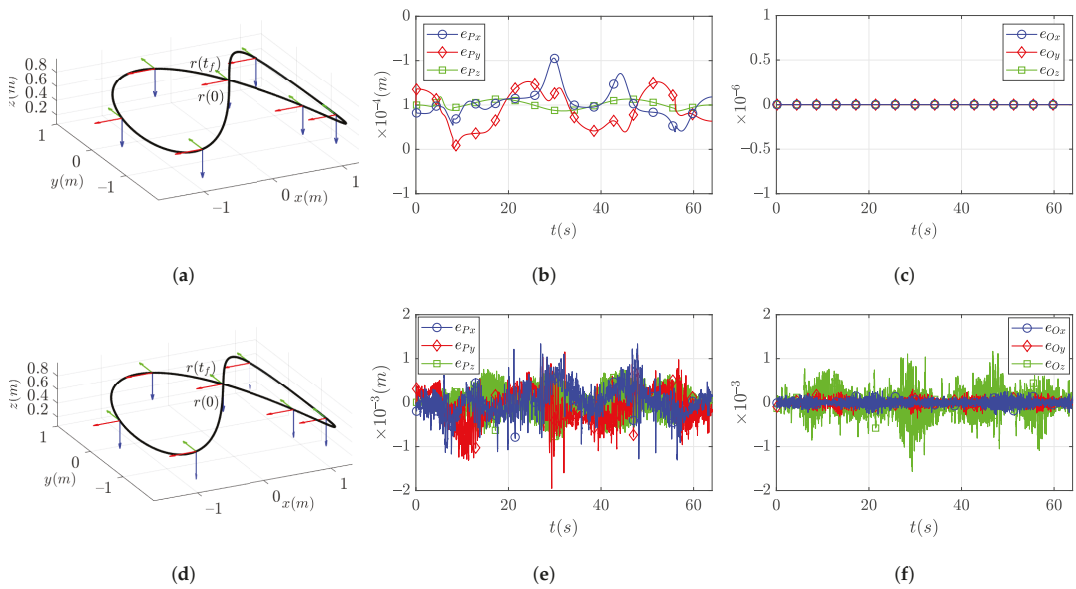 0.8
0.6
0.4
0.2
z(m)
1
0
−1
y(m)
−1
0
1
x(m)
r(t_f)
r(0)
(a)
0
−1
1
0
−1
×10⁻⁴(m)
e_Px
e_Py
e_Pz
0 20 40 60
t(s)
(b)
1
0.5
0
−0.5
−1
×10⁻⁶
e_Ox
e_Oy
e_Oz
0 20 40 60
t(s)
(c)
0.8
0.6
0.4
0.2
z(m)
1
0
−1
y(m)
−1
0
1
x(m)
r(t_f)
r(0)
(d)
2
1
0
−1
−2
×10⁻³(m)
e_Px
e_Py
e_Pz
0 20 40 60
t(s)
(e)
2
1
0
−1
−2
×10⁻³
e_Ox
e_Oy
e_Oz
0 20 40 60
t(s)
(f)